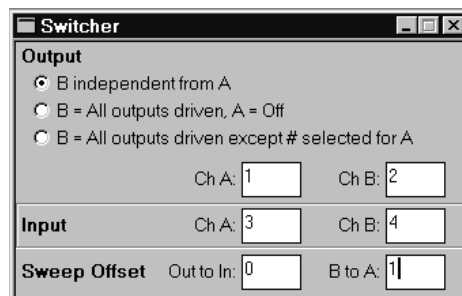 Switcher
Output
B independent from A
B = All outputs driven, A = Off
B = All outputs driven except # selected for A
Ch A: 1 Ch B: 2
Input Ch A: 3 Ch B: 4
Sweep Offset Out to In: 0 B to A: 1